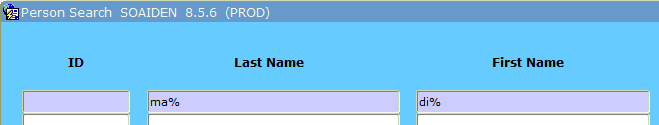 Person Search SOAIDEN 8.5.6 (PROD)
ID Last Name First Name
ma% di%